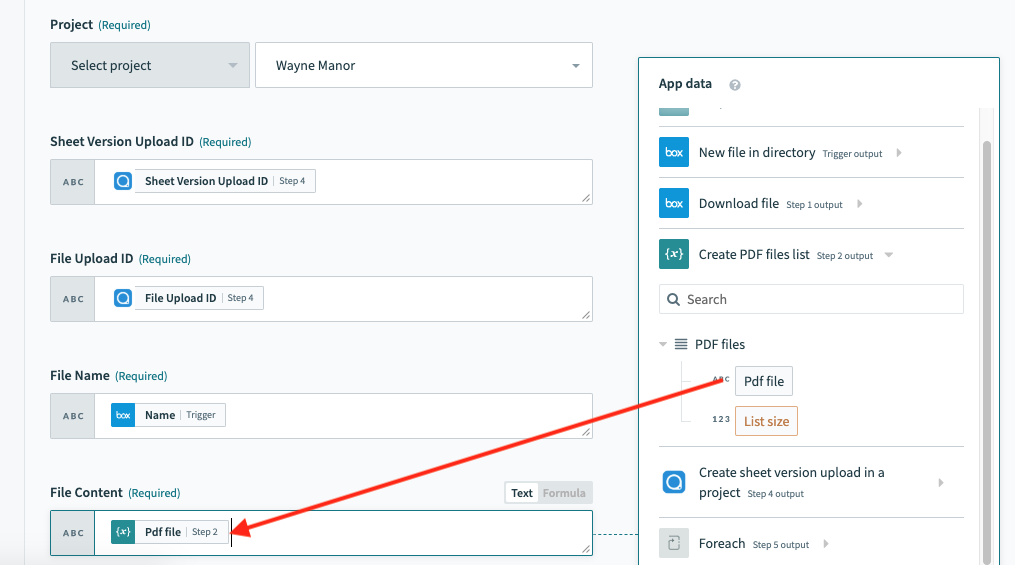 Project (Required)
Select project
Wayne Manor
Sheet Version Upload ID (Required)
ABC
Sheet Version Upload ID | Step 4
File Upload ID (Required)
ABC
File Upload ID | Step 4
File Name (Required)
ABC
box Name | Trigger
File Content (Required)
Text Formula
ABC
{x} Pdf file | Step 2
App data ?
box New file in directory Trigger output
box Download file Step 1 output
{x} Create PDF files list Step 2 output
Search
PDF files
ABC Pdf file
123 List size
Create sheet version upload in a
project Step 4 output
Foreach Step 5 output